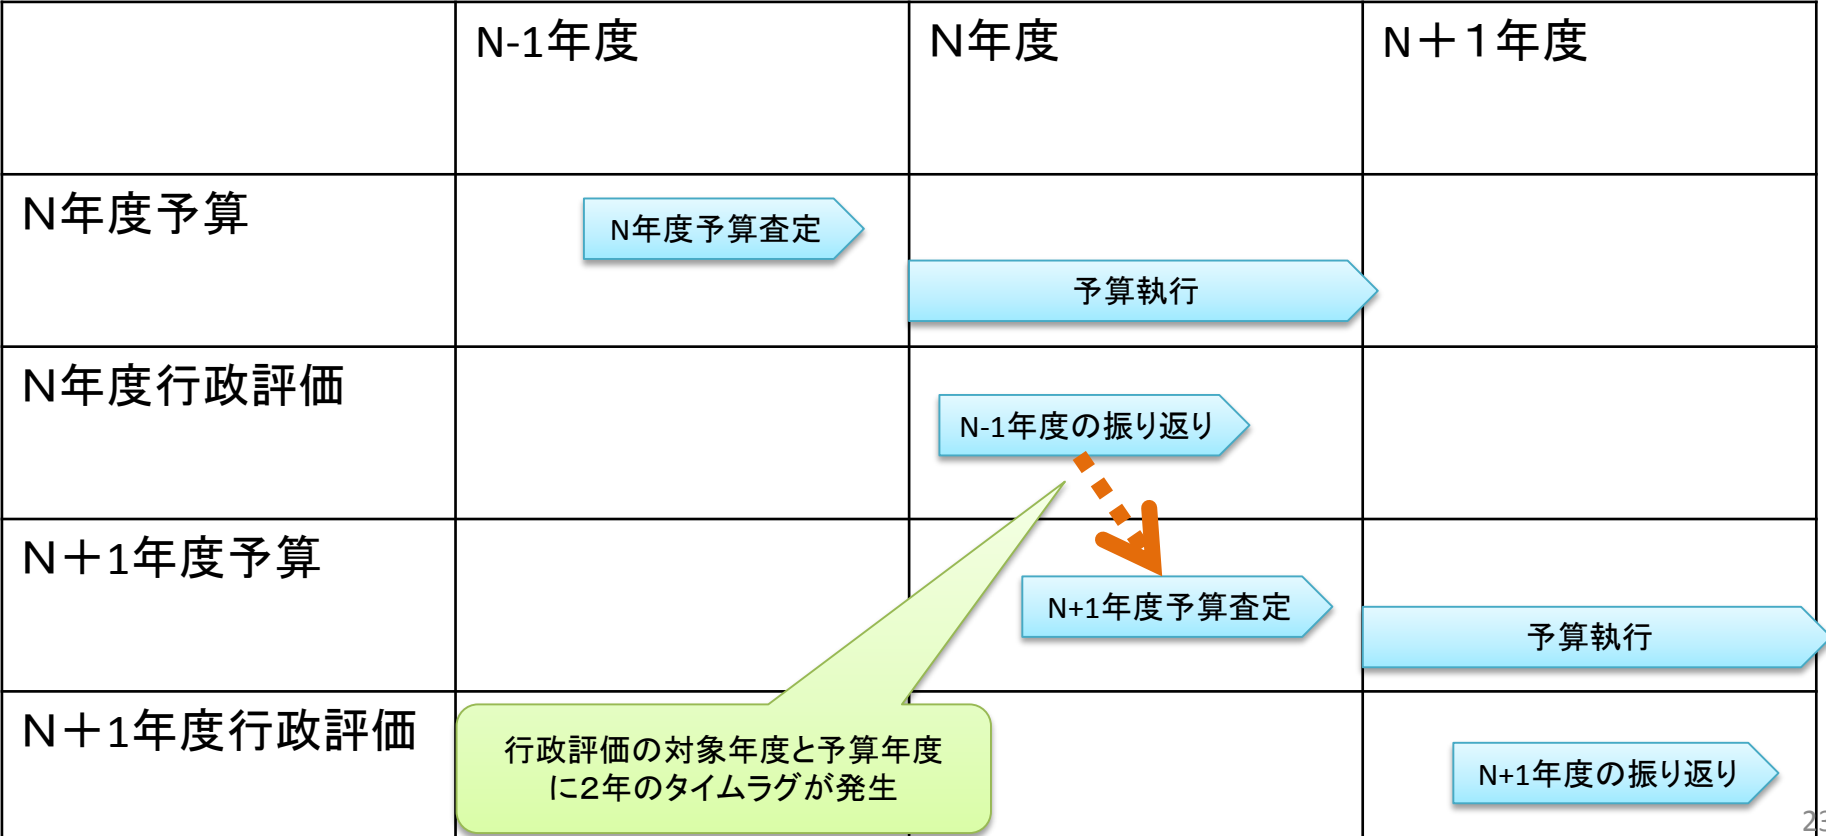 N-1年度
Ｎ年度
N＋１年度
Ｎ年度予算
N年度予算査定
予算執行
Ｎ年度行政評価
N-1年度の振り返り
Ｎ＋1年度予算
N+1年度予算査定
予算執行
Ｎ＋1年度行政評価
行政評価の対象年度と予算年度
に２年のタイムラグが発生
N+1年度の振り返り
23